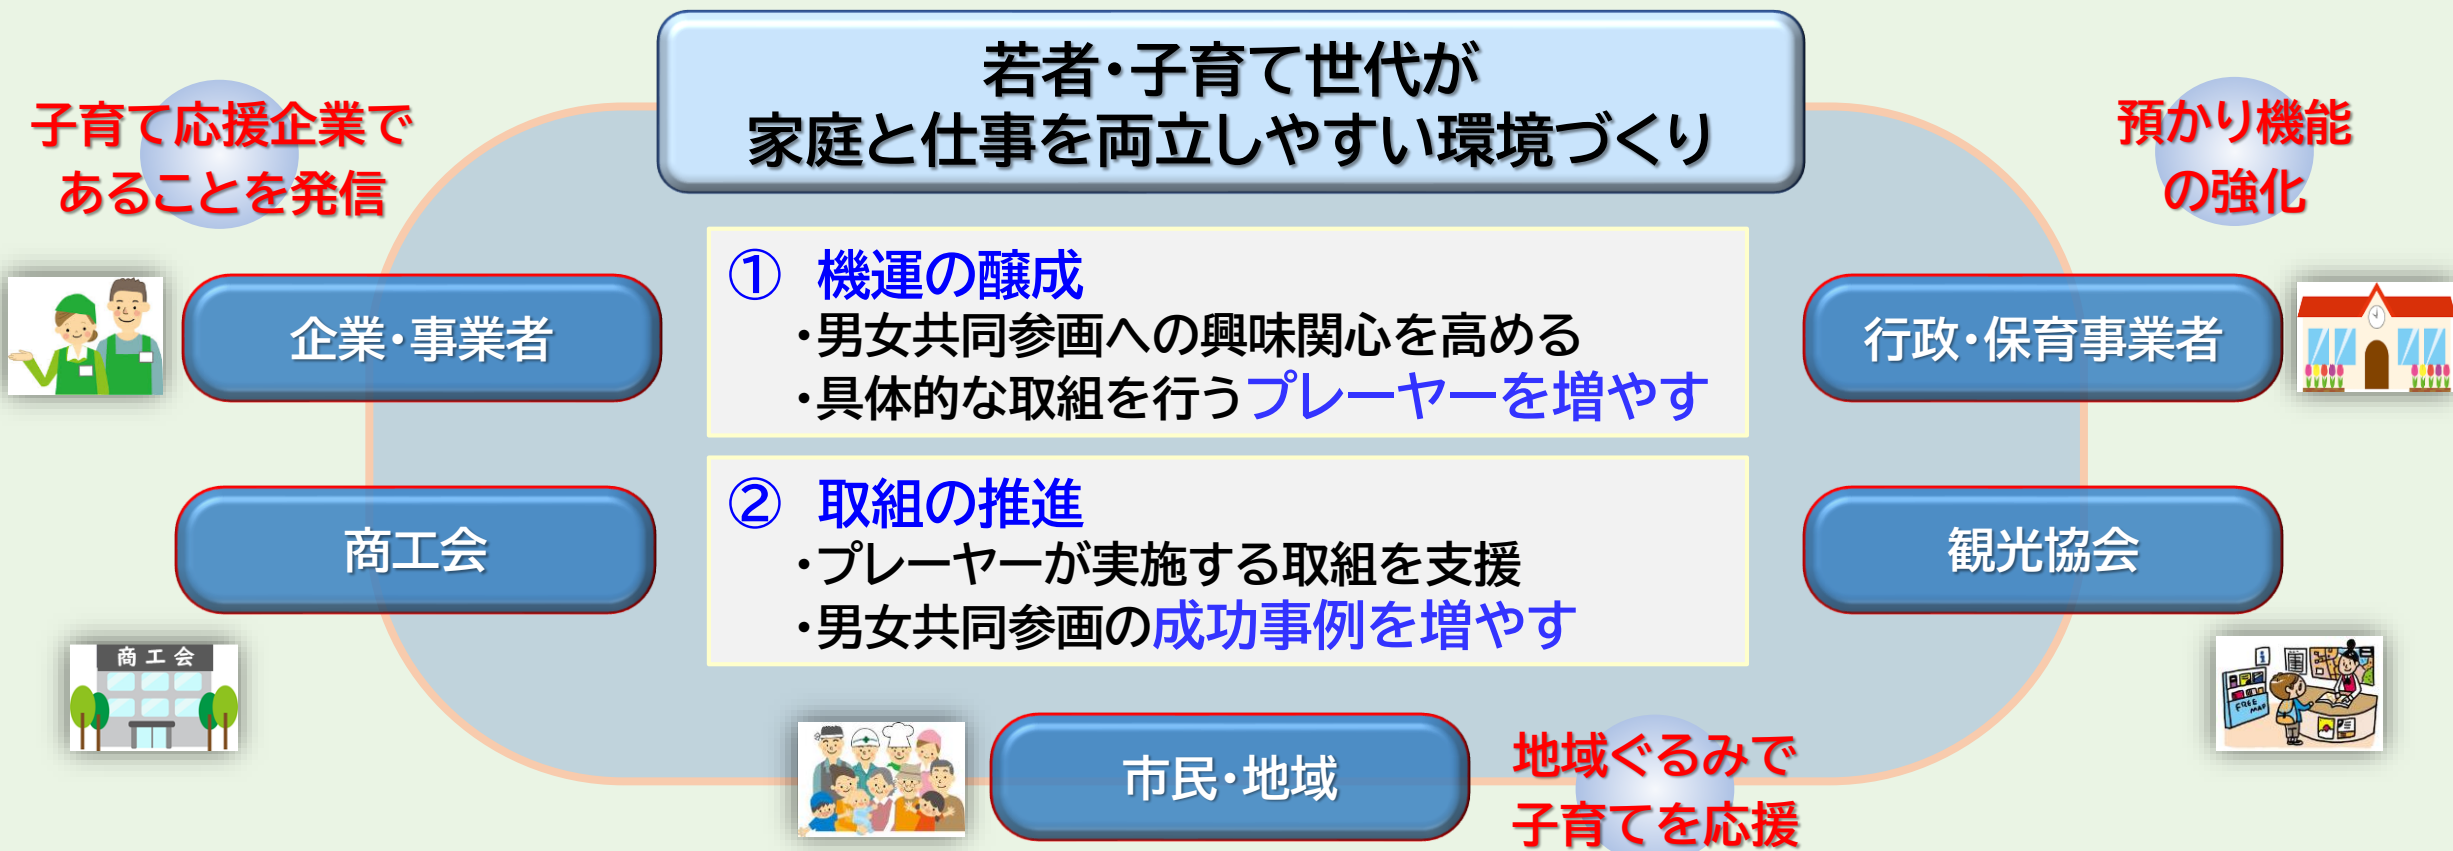 若者・子育て世代が
家庭と仕事を両立しやすい環境づくり
子育て応援企業で
あることを発信
預かり機能
の強化
① 機運の醸成
・男女共同参画への興味関心を高める
・具体的な取組を行うプレーヤーを増やす
企業・事業者
行政・保育事業者
② 取組の推進
・プレーヤーが実施する取組を支援
・男女共同参画の成功事例を増やす
商工会
観光協会
商工会
FREE
MAP
市民・地域
地域ぐるみで
子育てを応援